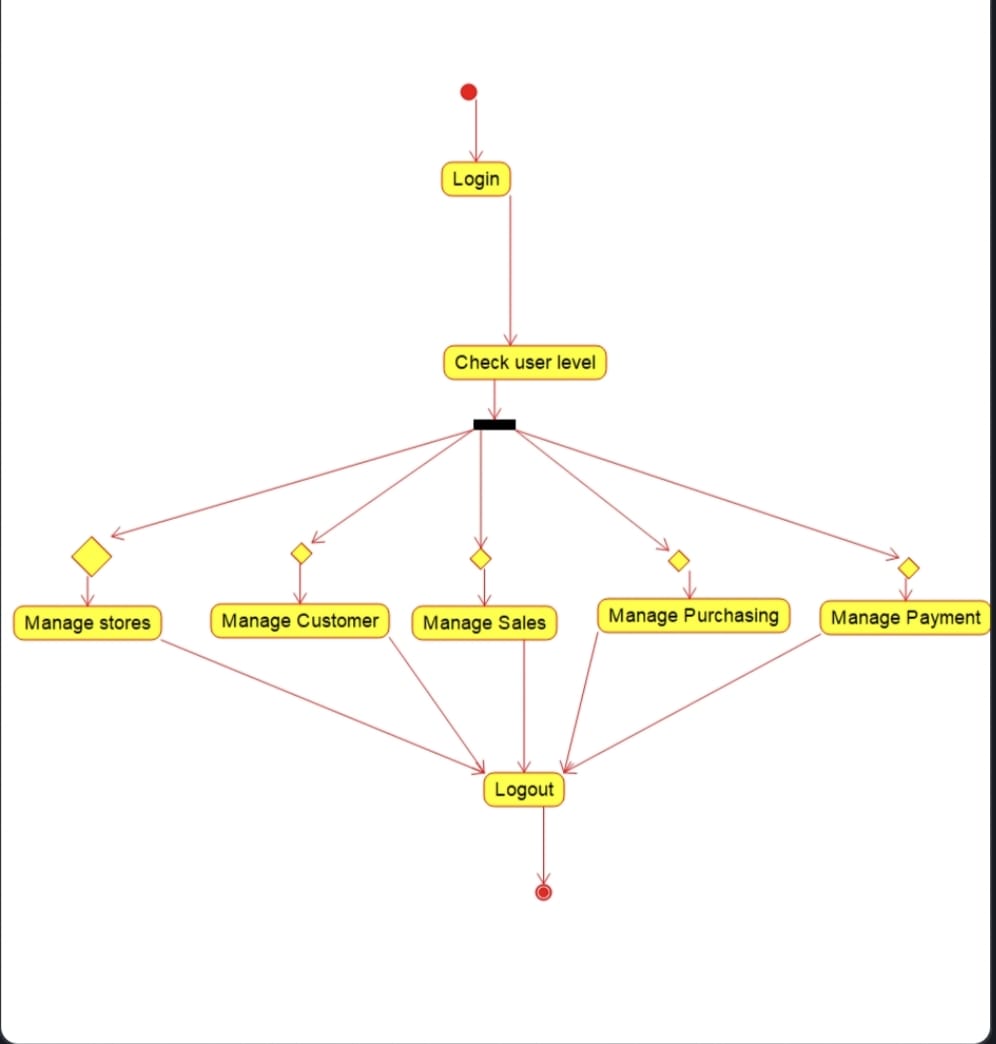 Login
Check user level
Manage stores
Manage Customer
Manage Sales
Manage Purchasing
Manage Payment
Logout